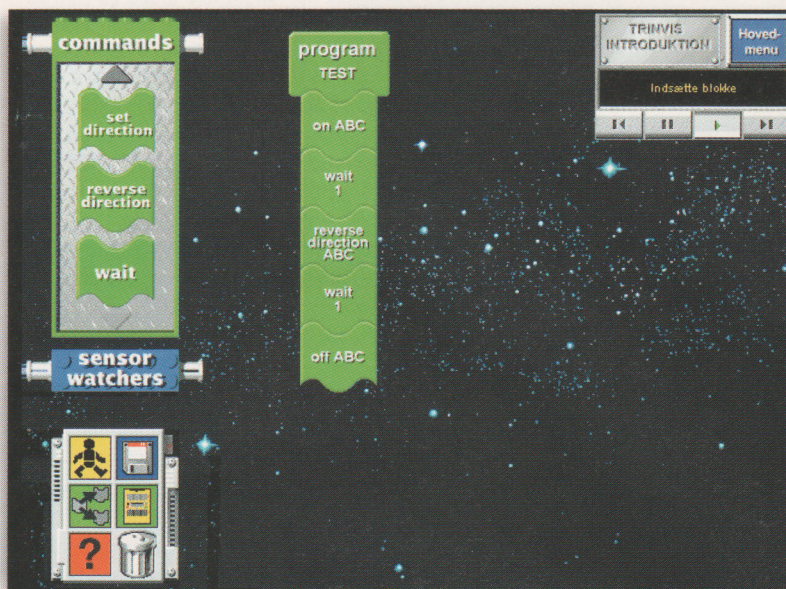 commands
set
direction
reverse
direction
wait
sensor
watchers
?
program
TEST
on ABC
wait
1
reverse
direction
ABC
wait
1
off ABC
TRINVIS
INTRODUKTION
Hoved-
menu
Indsætte blokke